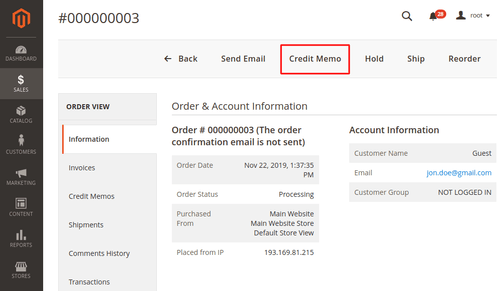 #000000003
28
root
DASHBOARD
SALES
CATALOG
CUSTOMERS
MARKETING
CONTENT
REPORTS
STORES
Back
Send Email
Credit Memo
Hold
Ship
Reorder
ORDER VIEW
Information
Invoices
Credit Memos
Shipments
Comments History
Transactions
Order & Account Information
Order # 000000003 (The order
confirmation email is not sent)
Order Date Nov 22, 2019, 1:37:35
PM
Order Status Processing
Purchased Main Website
From Main Website Store
Default Store View
Placed from IP 193.169.81.215
Account Information
Customer Name Guest
Email jon.doe@gmail.com
Customer Group NOT LOGGED IN